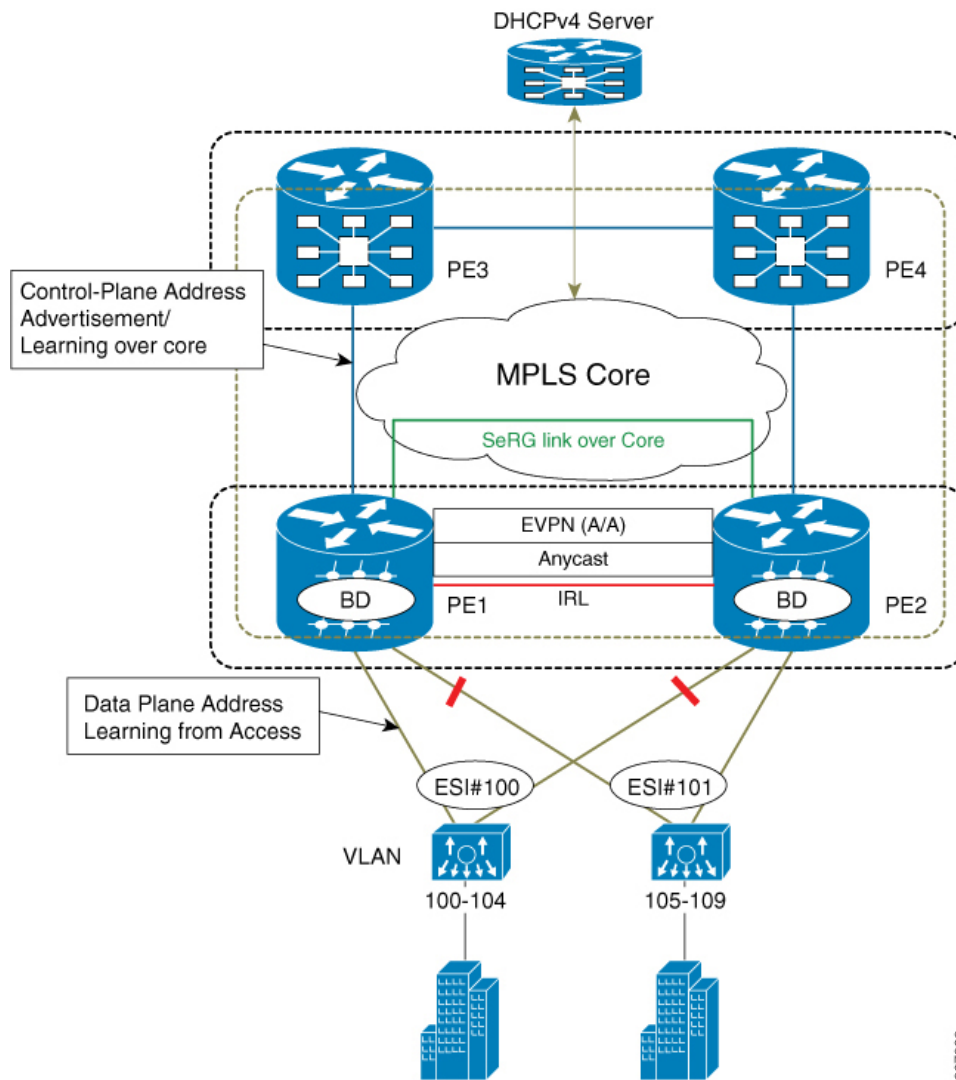 DHCPv4 Server
PE3
PE4
Control-Plane Address
Advertisement/
Learning over core
MPLS Core
SeRG link over Core
EVPN (A/A)
Anycast
IRL
BD
PE1
BD
PE2
Data Plane Address
Learning from Access
ESI#100
ESI#101
VLAN
100-104
105-109